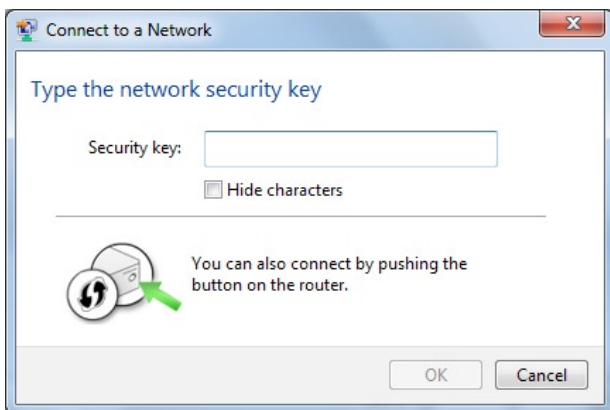 Connect to a Network
Type the network security key
Security key:
Hide characters
You can also connect by pushing the
button on the router.
OK Cancel